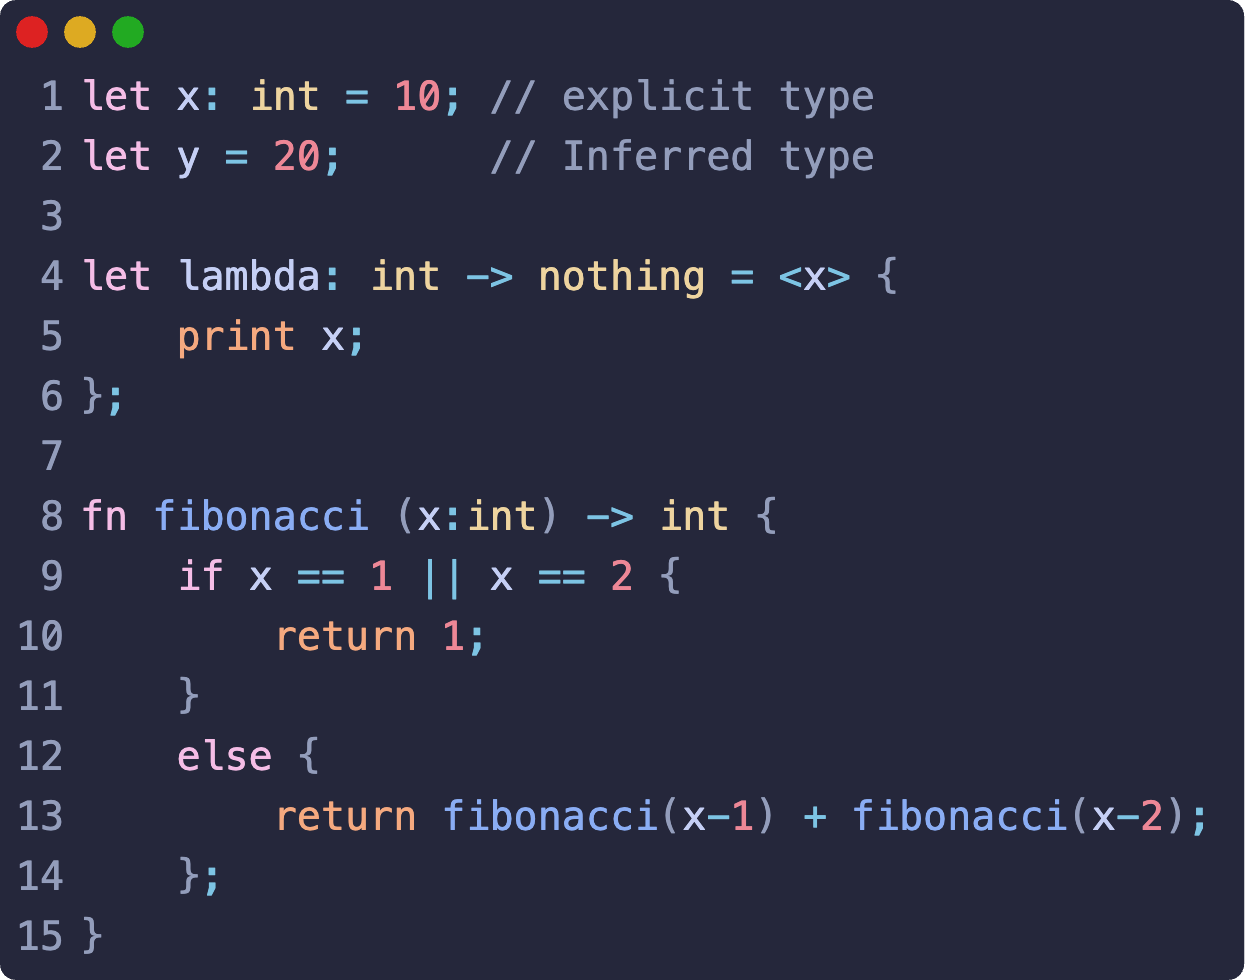 1 let x: int = 10; // explicit type
2 let y = 20;      // Inferred type
3
4 let lambda: int -> nothing = <x> {
5     print x;
6 };
7
8 fn fibonacci (x:int) -> int {
9     if x == 1 || x == 2 {
10         return 1;
11     }
12     else {
13         return fibonacci(x-1) + fibonacci(x-2);
14     };
15 }